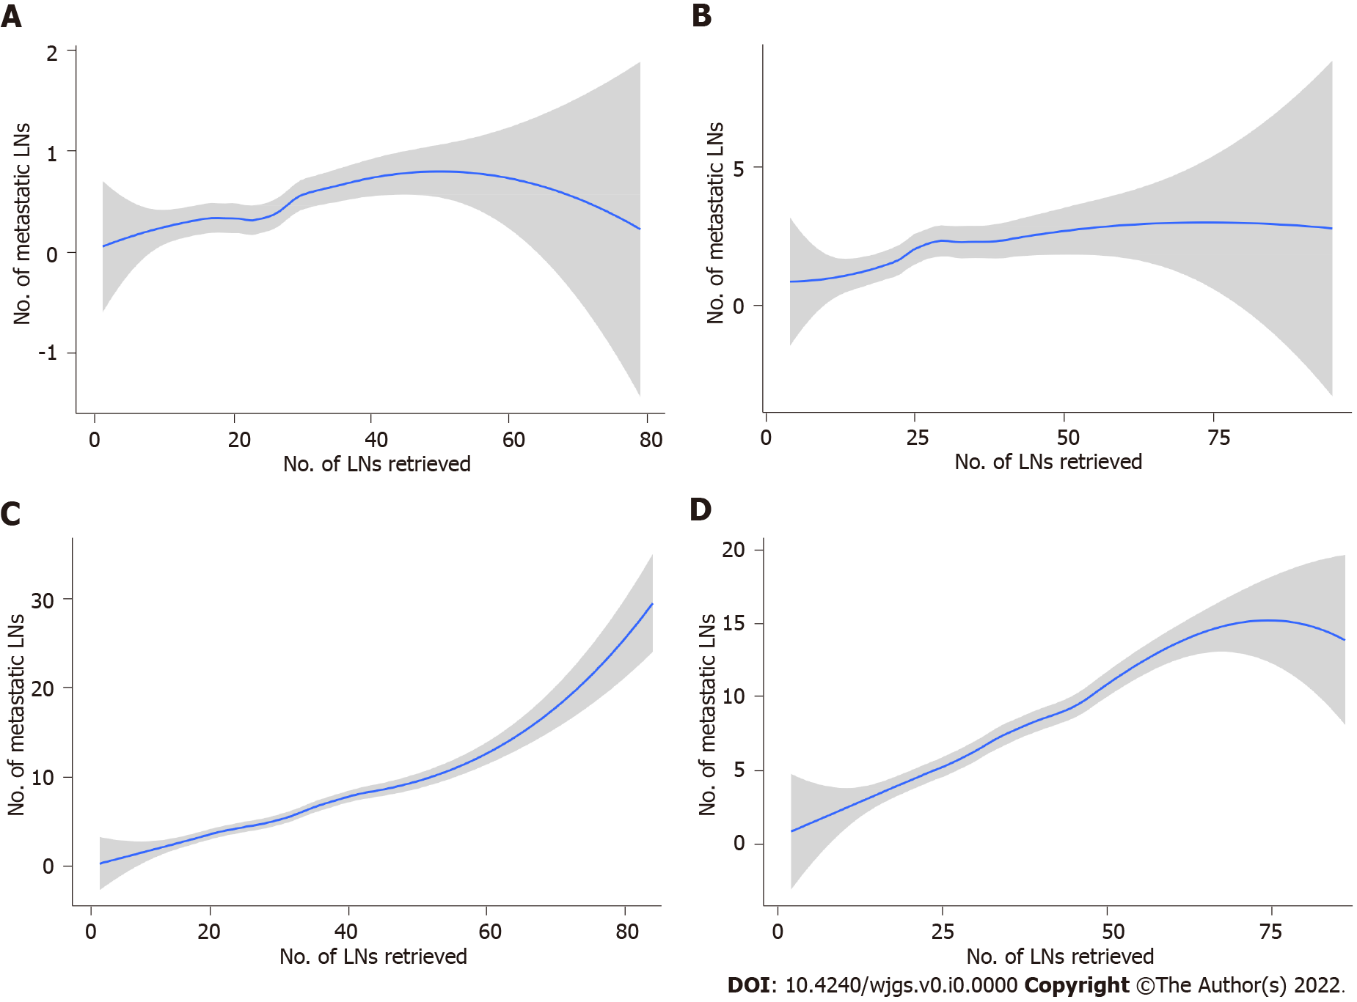 A
2
1
0
-1
No. of metastatic LNs
0 20 40 60 80
No. of LNs retrieved
B
5
0
No. of metastatic LNs
0 25 50 75
No. of LNs retrieved
C
30
20
10
0
No. of metastatic LNs
0 20 40 60 80
No. of LNs retrieved
D
20
15
10
5
0
No. of metastatic LNs
0 25 50 75
No. of LNs retrieved
DOI: 10.4240/wjgs.v0.i0.0000 Copyright ©The Author(s) 2022.